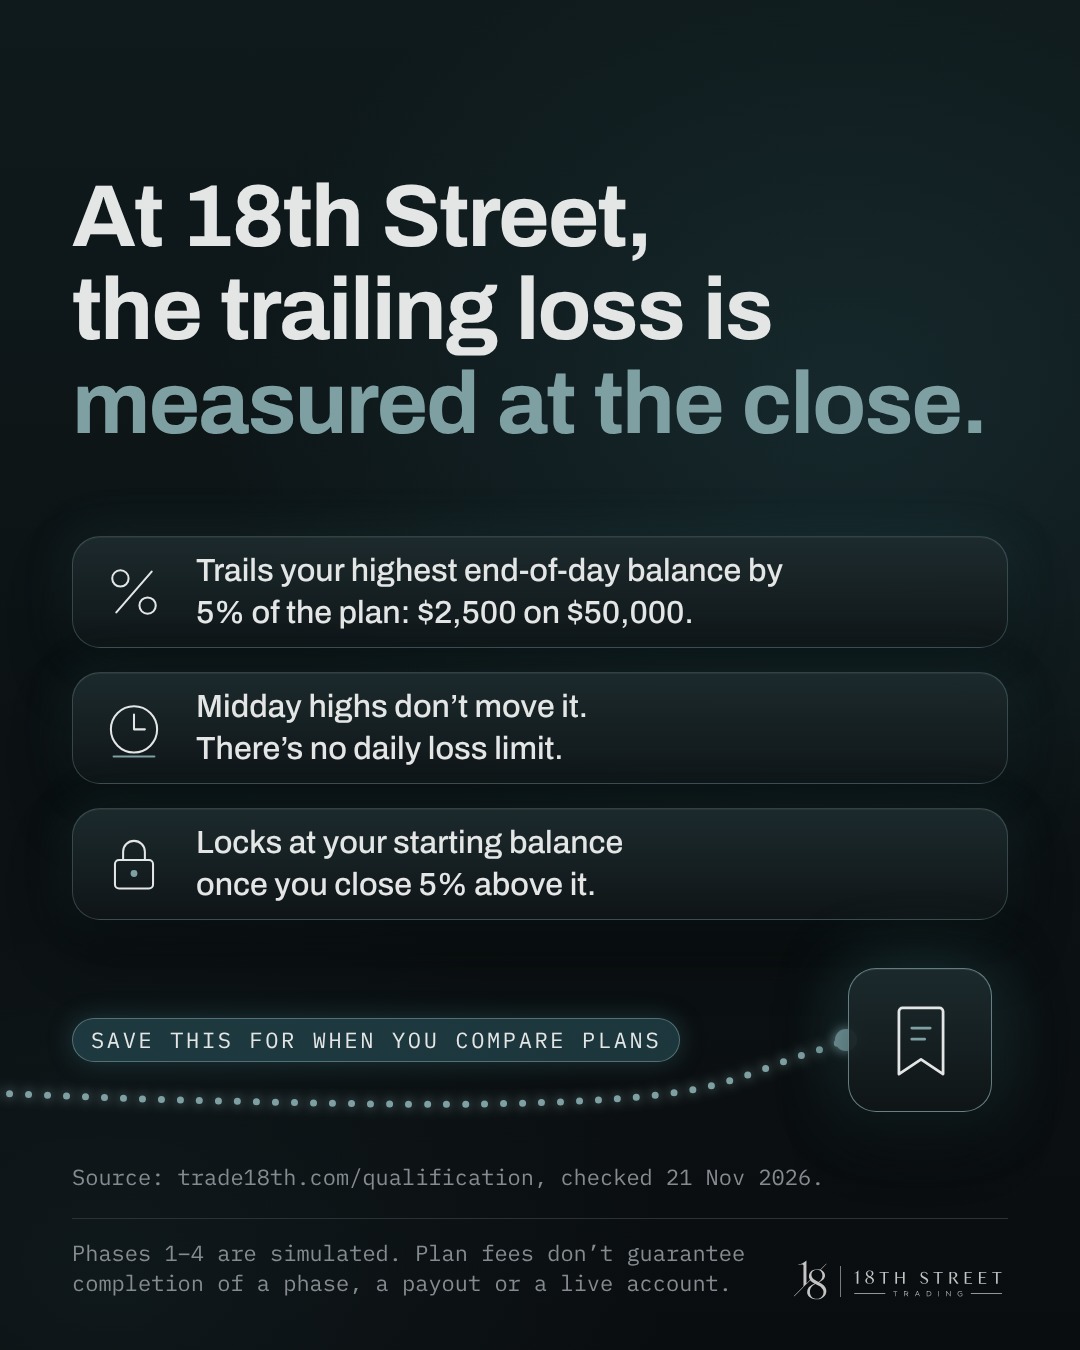 At 18th Street,
the trailing loss is
measured at the close.
Trails your highest end-of-day balance by
5% of the plan: $2,500 on $50,000.
Midday highs don’t move it.
There’s no daily loss limit.
Locks at your starting balance
once you close 5% above it.
SAVE THIS FOR WHEN YOU COMPARE PLANS
Source: trade18th.com/qualification, checked 21 Nov 2026.
Phases 1–4 are simulated. Plan fees don’t guarantee
completion of a phase, a payout or a live account.
18
18TH STREET
TRADING